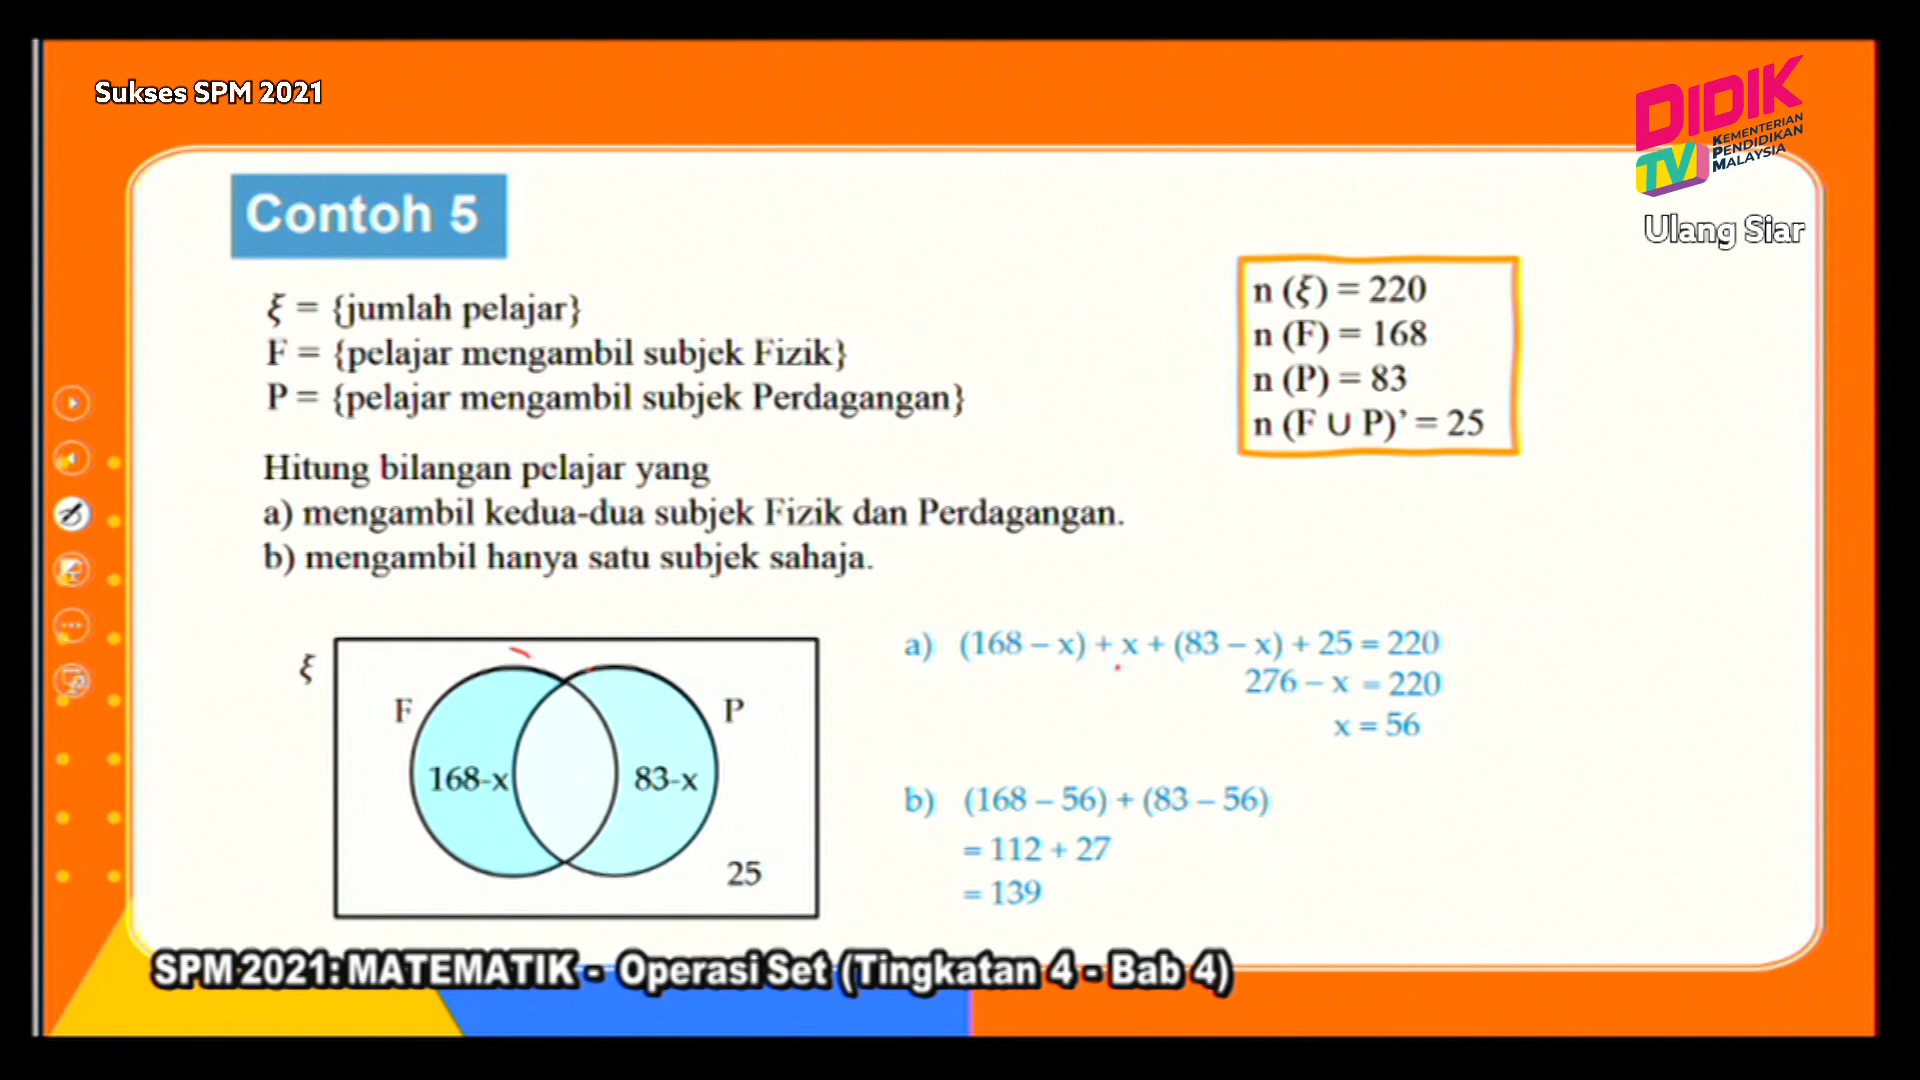 Sukses SPM 2021
DIDIK
TV
KEMENTERIAN
PENDIDIKAN
MALAYSIA
Ulang Siar
Contoh 5
ξ = {jumlah pelajar}
F = {pelajar mengambil subjek Fizik}
P = {pelajar mengambil subjek Perdagangan}
n (ξ) = 220
n (F) = 168
n (P) = 83
n (F ∪ P)’ = 25
Hitung bilangan pelajar yang
a) mengambil kedua-dua subjek Fizik dan Perdagangan.
b) mengambil hanya satu subjek sahaja.
ξ
F
P
168-x
83-x
25
a) (168 – x) + x + (83 – x) + 25 = 220
276 – x = 220
x = 56
b) (168 – 56) + (83 – 56)
= 112 + 27
= 139
SPM 2021: MATEMATIK - Operasi Set (Tingkatan 4 - Bab 4)